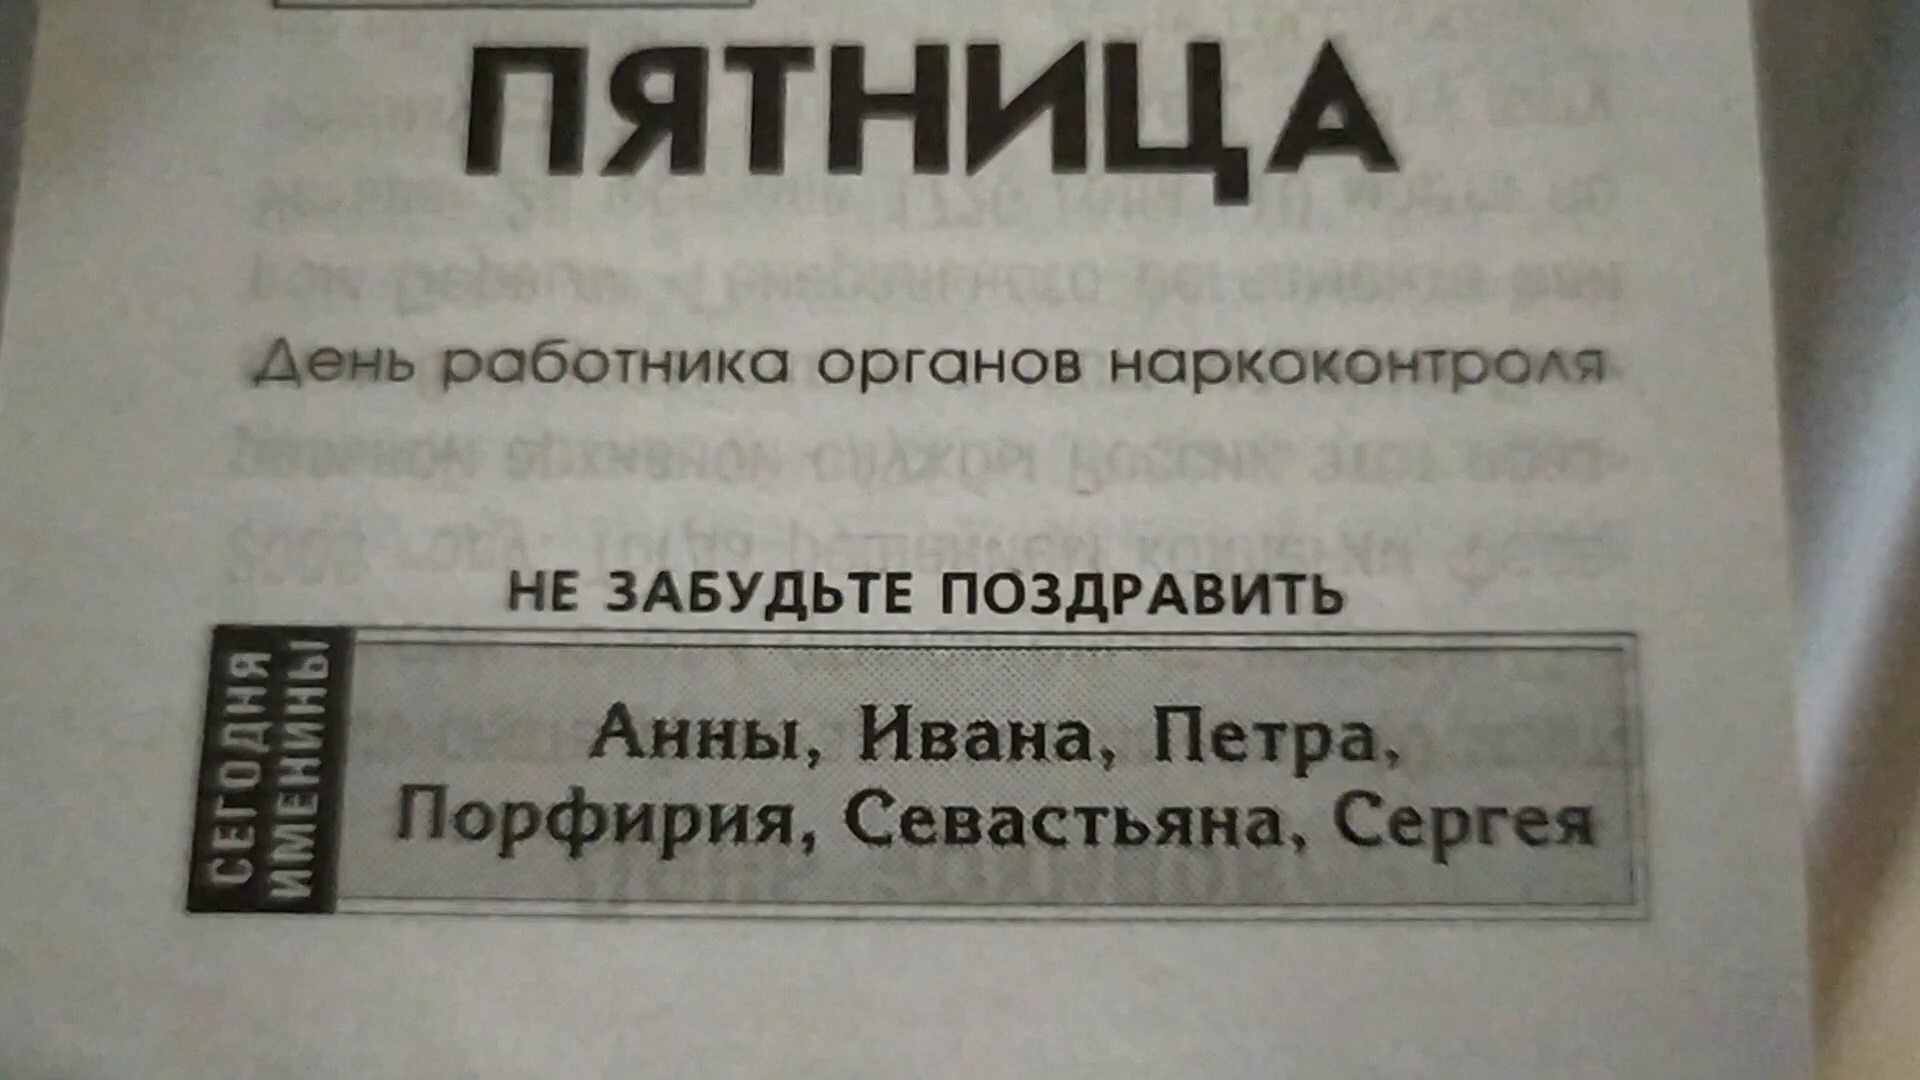 ПЯТНИЦА
День работника органов наркоконтроля
НЕ ЗАБУДЬТЕ ПОЗДРАВИТЬ
СЕГОДНЯ
ИМЕНИНЫ
Анны, Ивана, Петра,
Порфирия, Севастьяна, Сергея